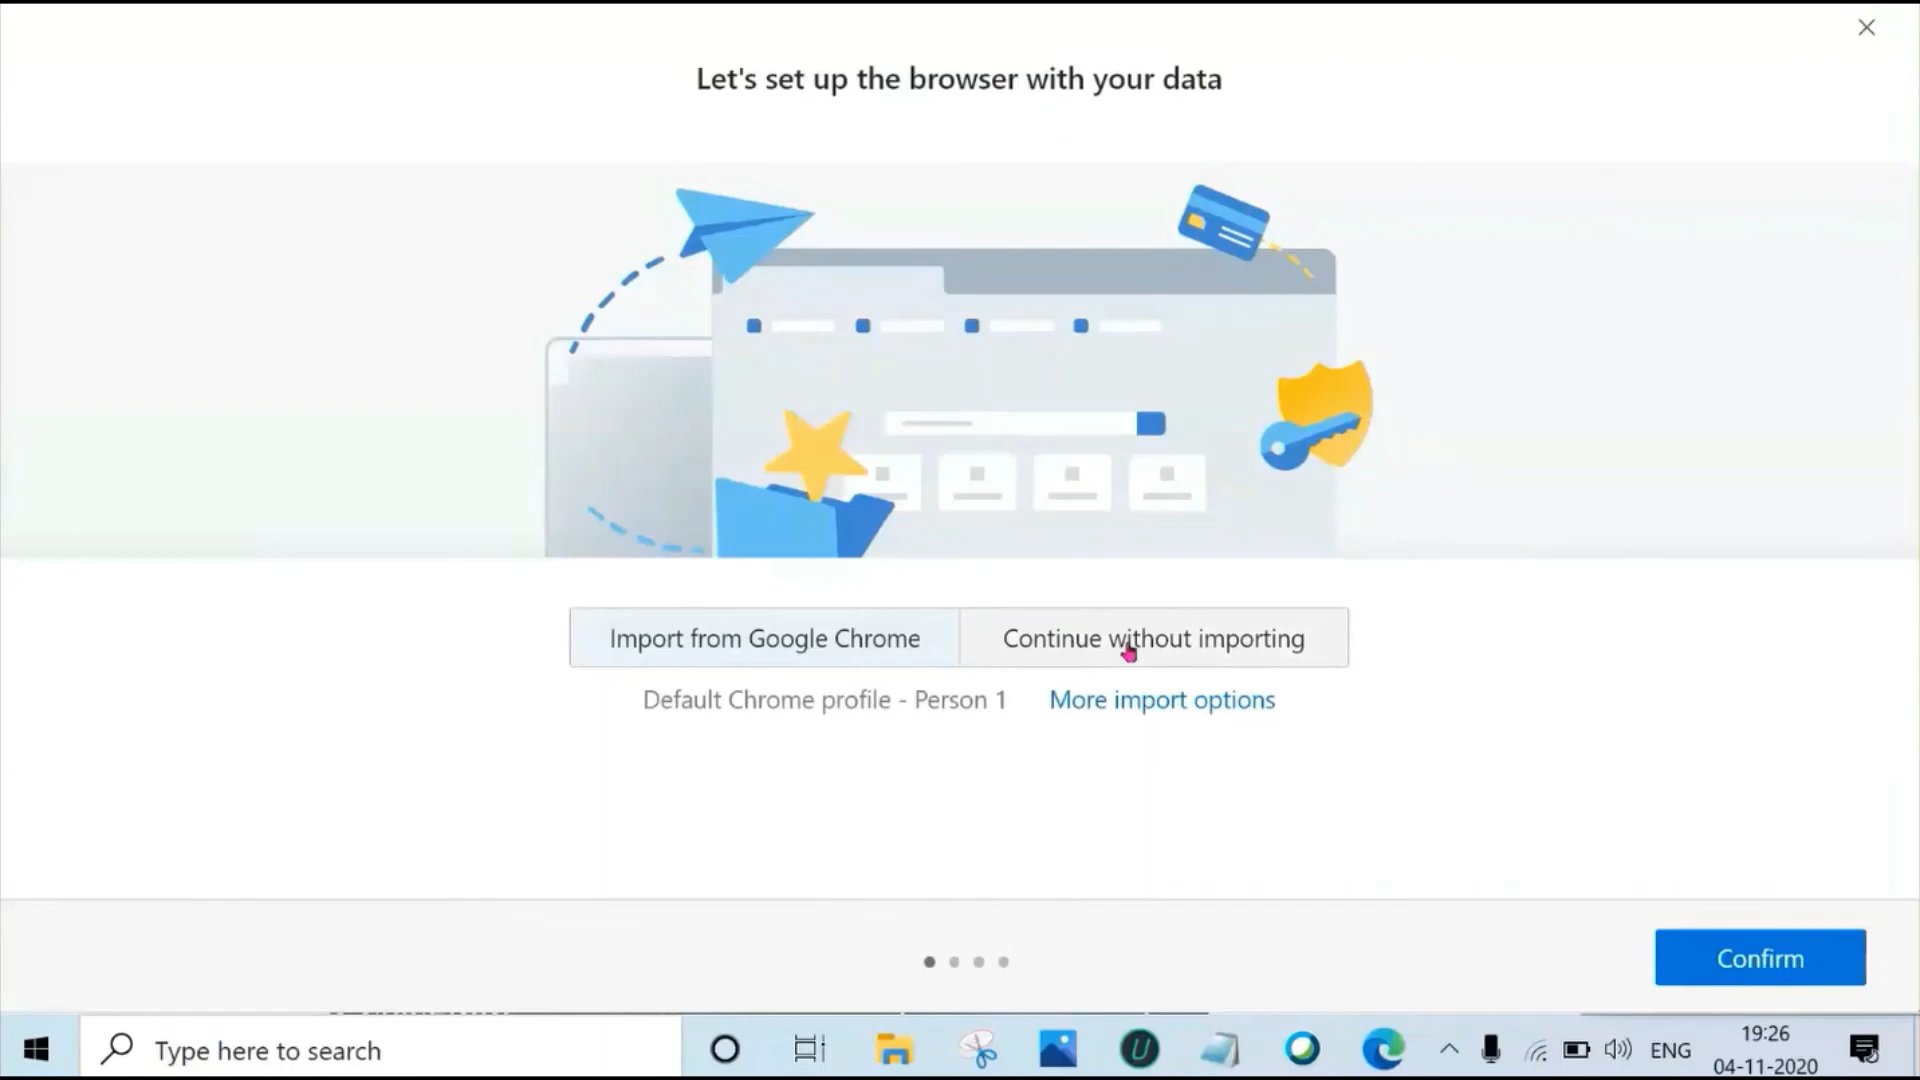 Let's set up the browser with your data
Import from Google Chrome
Continue without importing
Default Chrome profile - Person 1
More import options
Confirm
Type here to search
ENG
19:26
04-11-2020